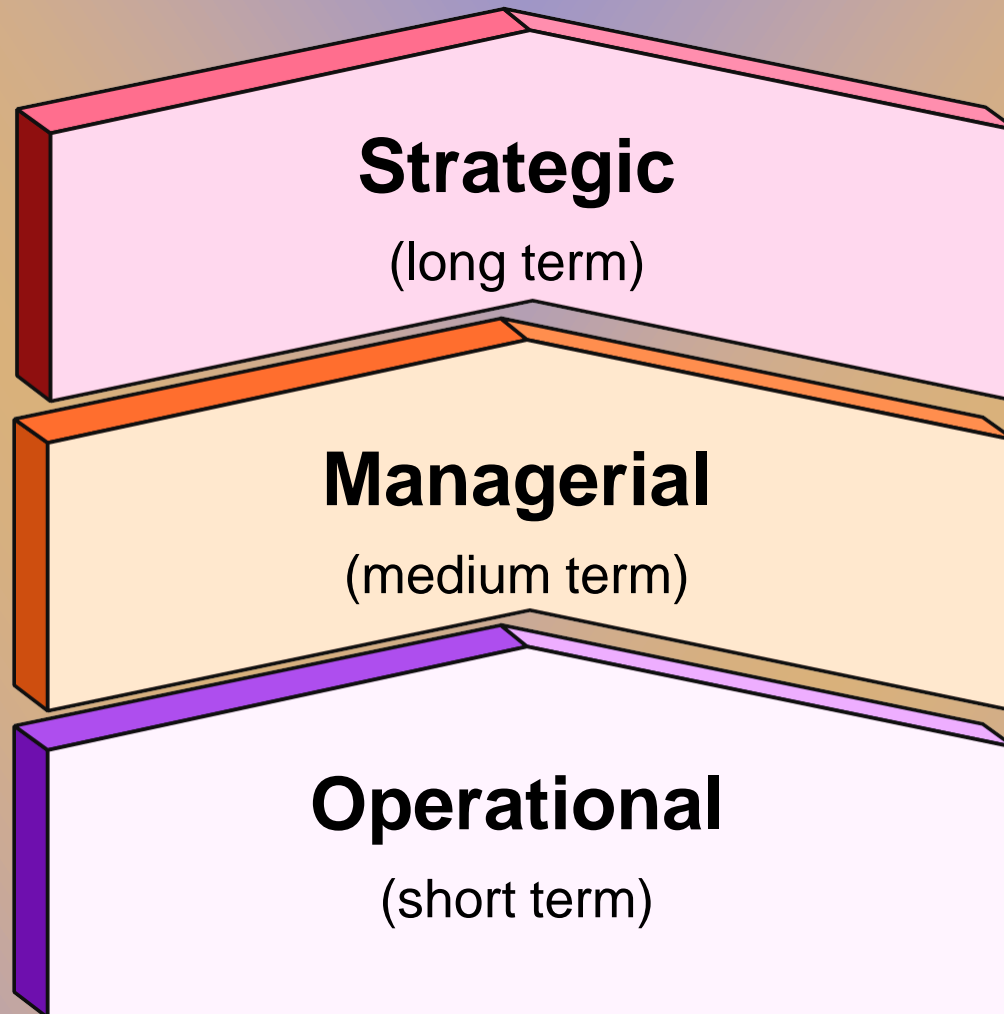 Strategic
(long term)
Managerial
(medium term)
Operational
(short term)